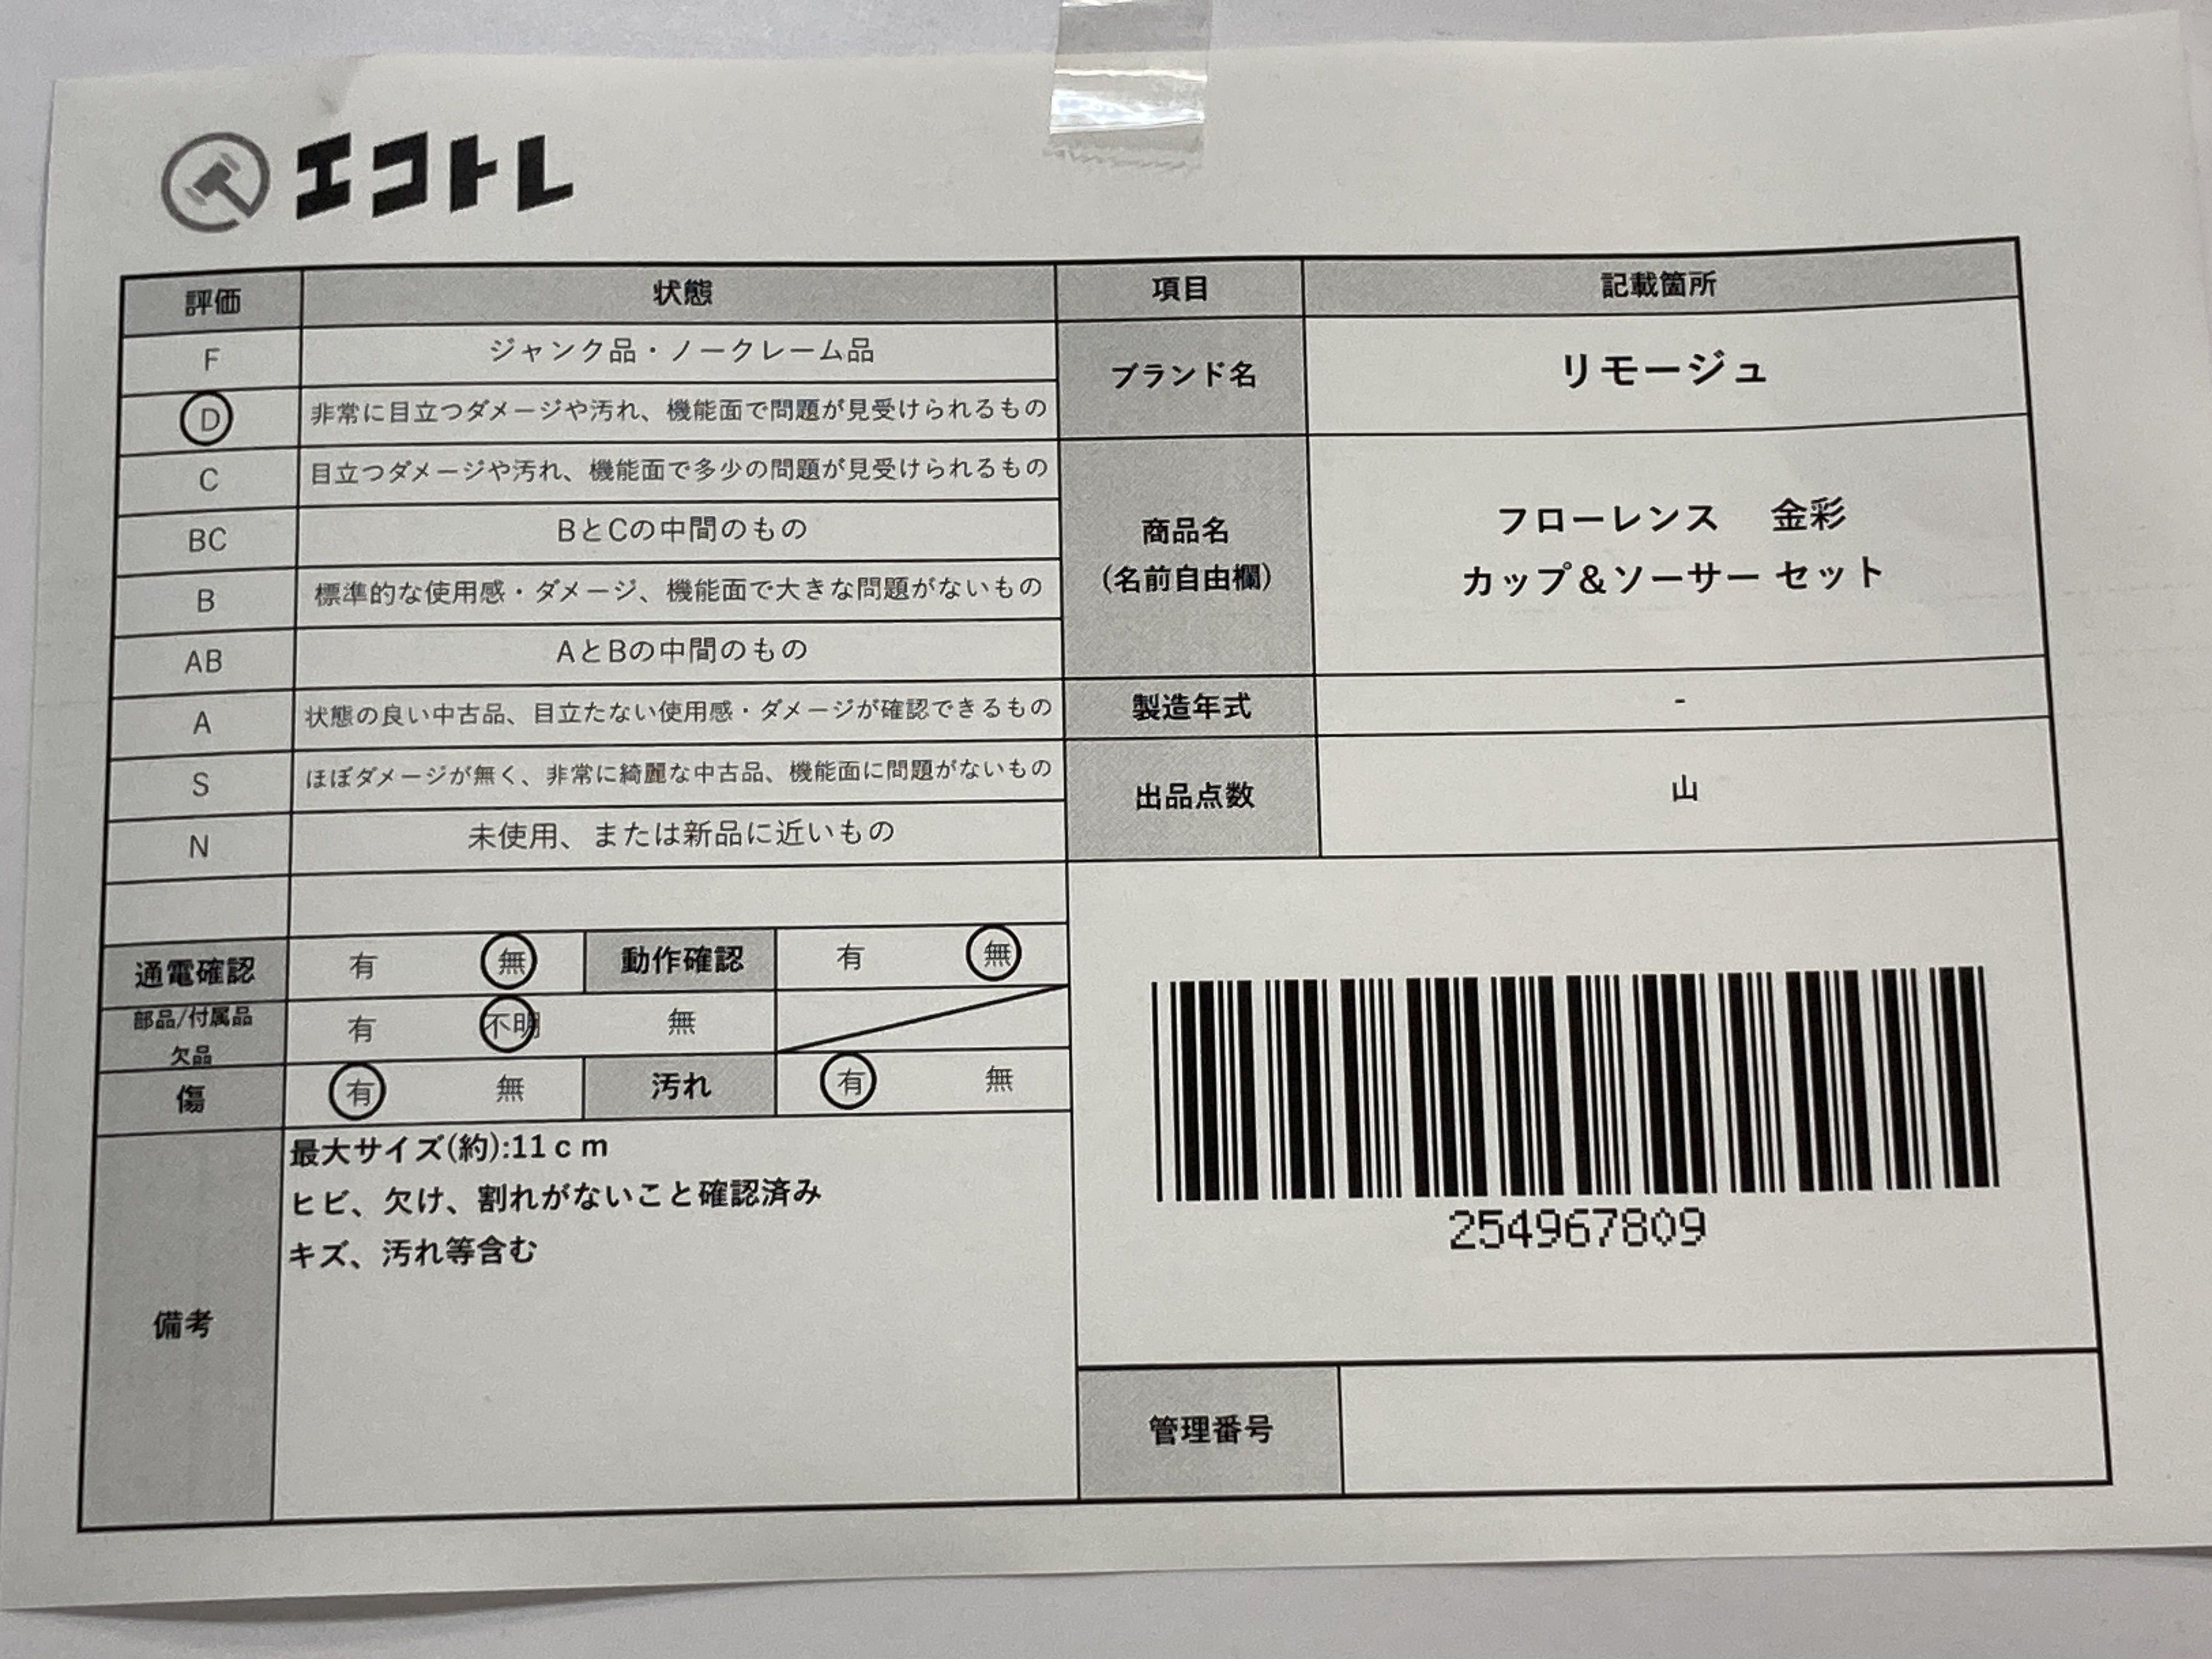 エコトレ
評価 状態 項目 記載箇所
F ジャンク品・ノークレーム品
ブランド名 リモージュ
D 非常に目立つダメージや汚れ、機能面で問題が見受けられるもの
C 目立つダメージや汚れ、機能面で多少の問題が見受けられるもの
商品名
(名前自由欄)
フローレンス　金彩
カップ＆ソーサー セット
BC BとCの中間のもの
B 標準的な使用感・ダメージ、機能面で大きな問題がないもの
AB AとBの中間のもの
A 状態の良い中古品、目立たない使用感・ダメージが確認できるもの
製造年式 -
S ほぼダメージが無く、非常に綺麗な中古品、機能面に問題がないもの
出品点数 山
N 未使用、または新品に近いもの
通電確認 有 無 動作確認 有 無
部品/付属品
欠品
有 不明 無
傷 有 無 汚れ 有 無
備考
最大サイズ(約):11ｃｍ
ヒビ、欠け、割れがないこと確認済み
キズ、汚れ等含む
254967809
管理番号